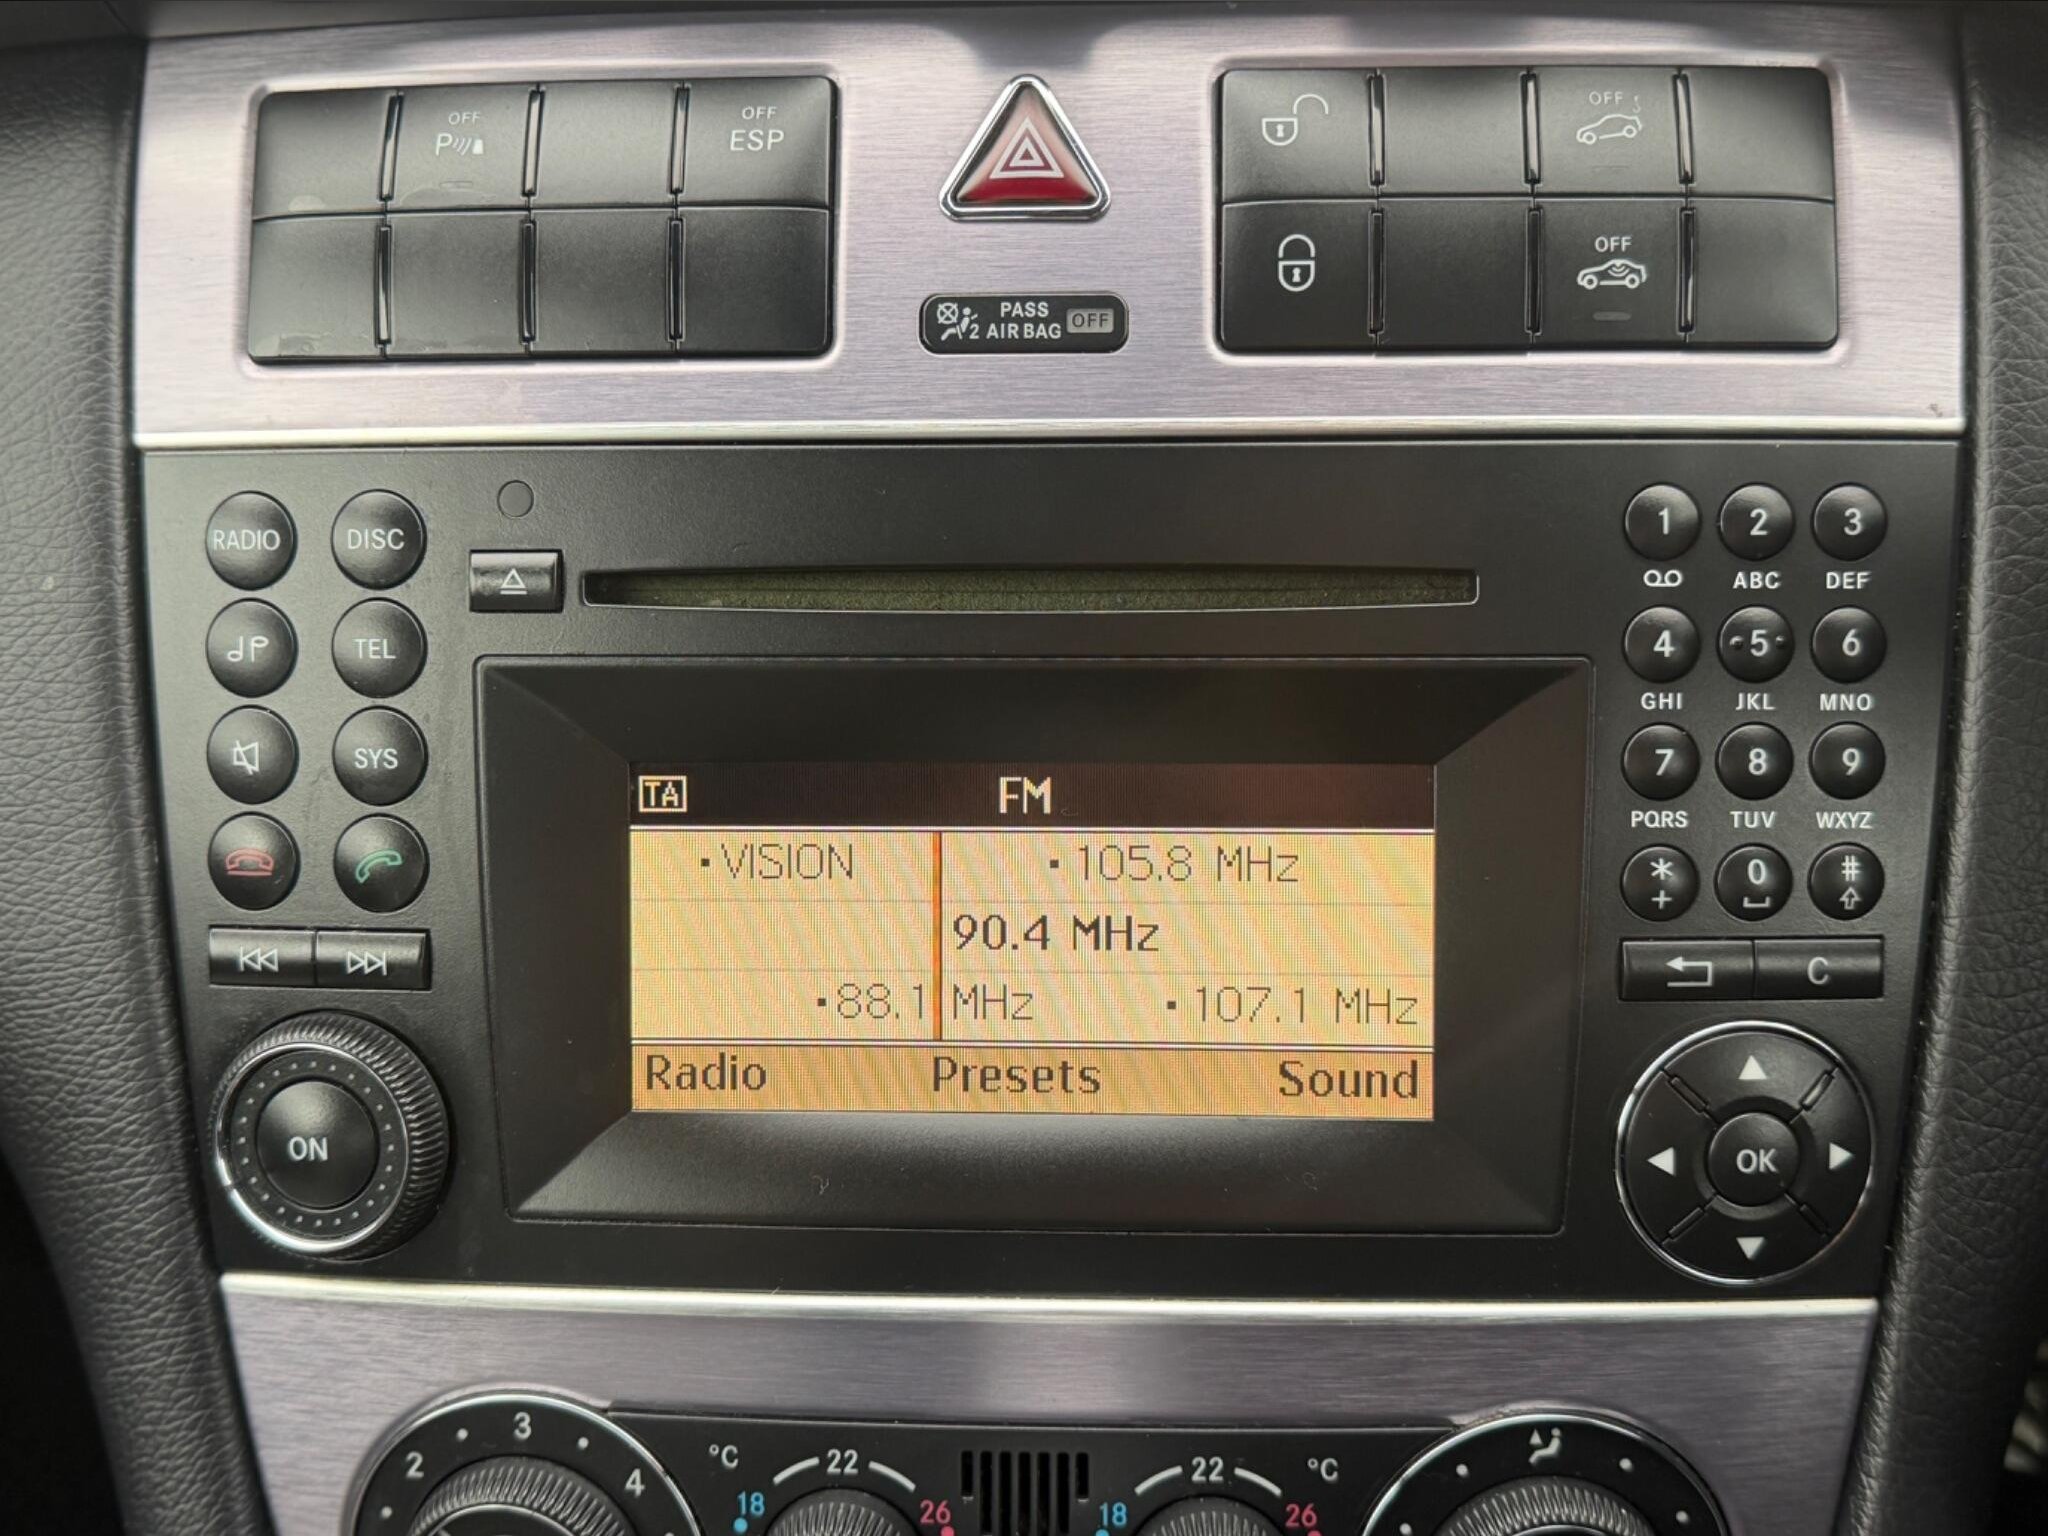 OFF
P
OFF
ESP
OFF
OFF
PASS
2 AIR BAG OFF
RADIO DISC
TEL
SYS
ON
1 2 3
ABC DEF
4 5 6
GHI JKL MNO
7 8 9
PQRS TUV WXYZ
* 0 #
+
C
OK
TA FM
·VISION ·105.8 MHz
90.4 MHz
·88.1 MHz ·107.1 MHz
Radio Presets Sound
2 3 4
°C 22 22 °C
18 26 18 26